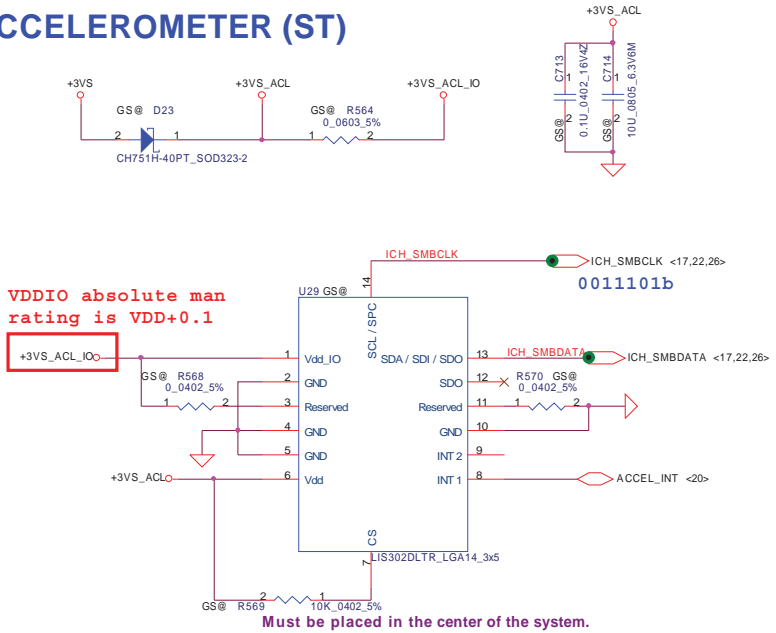 CCELEROMETER (ST)
+3VS
+3VS_ACL
+3VS_ACL_IO
GS@ D23
GS@ R564
0_0603_5%
2
1
1
2
CH751H-40PT_SOD323-2
+3VS_ACL
C713
1
GS@
2
0.1U_0402_16V4Z
C714
1
GS@
2
10U_0805_6.3V6M
ICH_SMBCLK
ICH_SMBCLK <17,22,26>
0011101b
VDDIO absolute man
rating is VDD+0.1
+3VS_ACL_IO
U29 GS@
14
SCL / SPC
1
Vdd_IO
SDA / SDI / SDO
13
ICH_SMBDATA
ICH_SMBDATA <17,22,26>
GS@ R568
0_0402_5%
2
GND
SDO
12
R570 GS@
0_0402_5%
1
2
3
Reserved
Reserved
11
1
2
4
GND
GND
10
5
GND
INT 2
9
+3VS_ACL
6
Vdd
INT 1
8
ACCEL_INT <20>
CS
7
LIS302DLTR_LGA14_3x5
2
1
GS@ R569
10K_0402_5%
Must be placed in the center of the system.